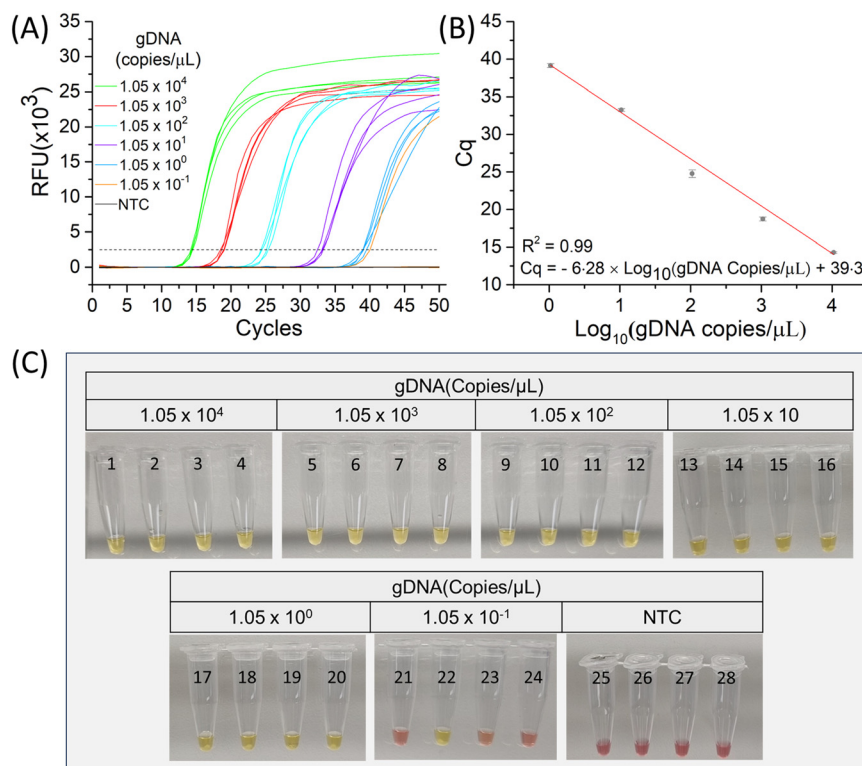 (A)
gDNA
(copies/μL)
1.05 x 10⁴
1.05 x 10³
1.05 x 10²
1.05 x 10¹
1.05 x 10⁰
1.05 x 10⁻¹
NTC
RFU(x10³)
35
30
25
20
15
10
5
0
0 5 10 15 20 25 30 35 40 45 50
Cycles
(B)
Cq
45
40
35
30
25
20
15
10
R² = 0.99
Cq = - 6·28 × Log₁₀(gDNA Copies/μL) + 39·3
0 1 2 3 4
Log₁₀(gDNA copies/μL)
(C)
gDNA(Copies/μL)
1.05 x 10⁴ 1.05 x 10³ 1.05 x 10² 1.05 x 10
1 2 3 4 5 6 7 8 9 10 11 12 13 14 15 16
gDNA(Copies/μL)
1.05 x 10⁰ 1.05 x 10⁻¹ NTC
17 18 19 20 21 22 23 24 25 26 27 28